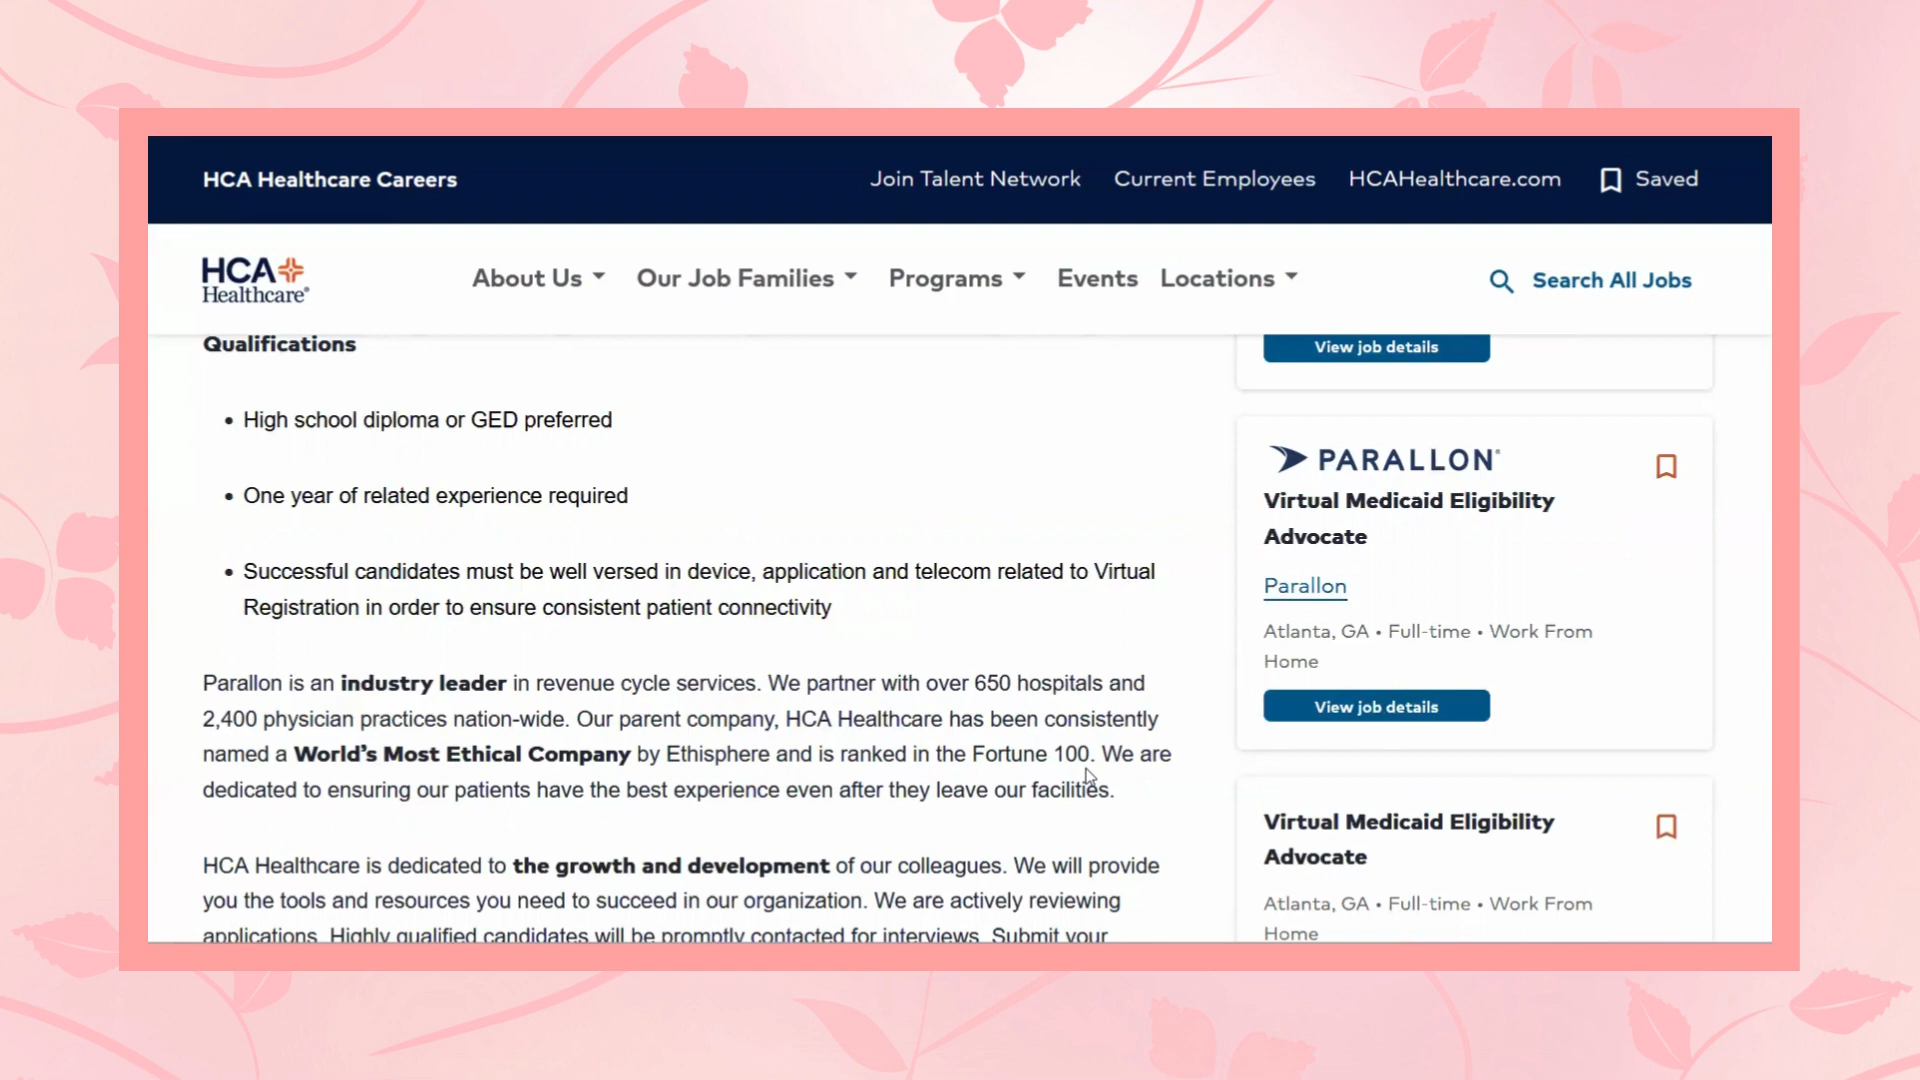 HCA Healthcare Careers
Join Talent Network
Current Employees
HCAHealthcare.com
Saved
HCA
Healthcare®
About Us
Our Job Families
Programs
Events
Locations
Search All Jobs
Qualifications
• High school diploma or GED preferred
• One year of related experience required
• Successful candidates must be well versed in device, application and telecom related to Virtual
Registration in order to ensure consistent patient connectivity
Parallon is an industry leader in revenue cycle services. We partner with over 650 hospitals and
2,400 physician practices nation-wide. Our parent company, HCA Healthcare has been consistently
named a World's Most Ethical Company by Ethisphere and is ranked in the Fortune 100. We are
dedicated to ensuring our patients have the best experience even after they leave our facilities.
HCA Healthcare is dedicated to the growth and development of our colleagues. We will provide
you the tools and resources you need to succeed in our organization. We are actively reviewing
applications. Highly qualified candidates will be promptly contacted for interviews. Submit your
View job details
PARALLON
Virtual Medicaid Eligibility
Advocate
Parallon
Atlanta, GA • Full-time • Work From
Home
View job details
Virtual Medicaid Eligibility
Advocate
Atlanta, GA • Full-time • Work From
Home